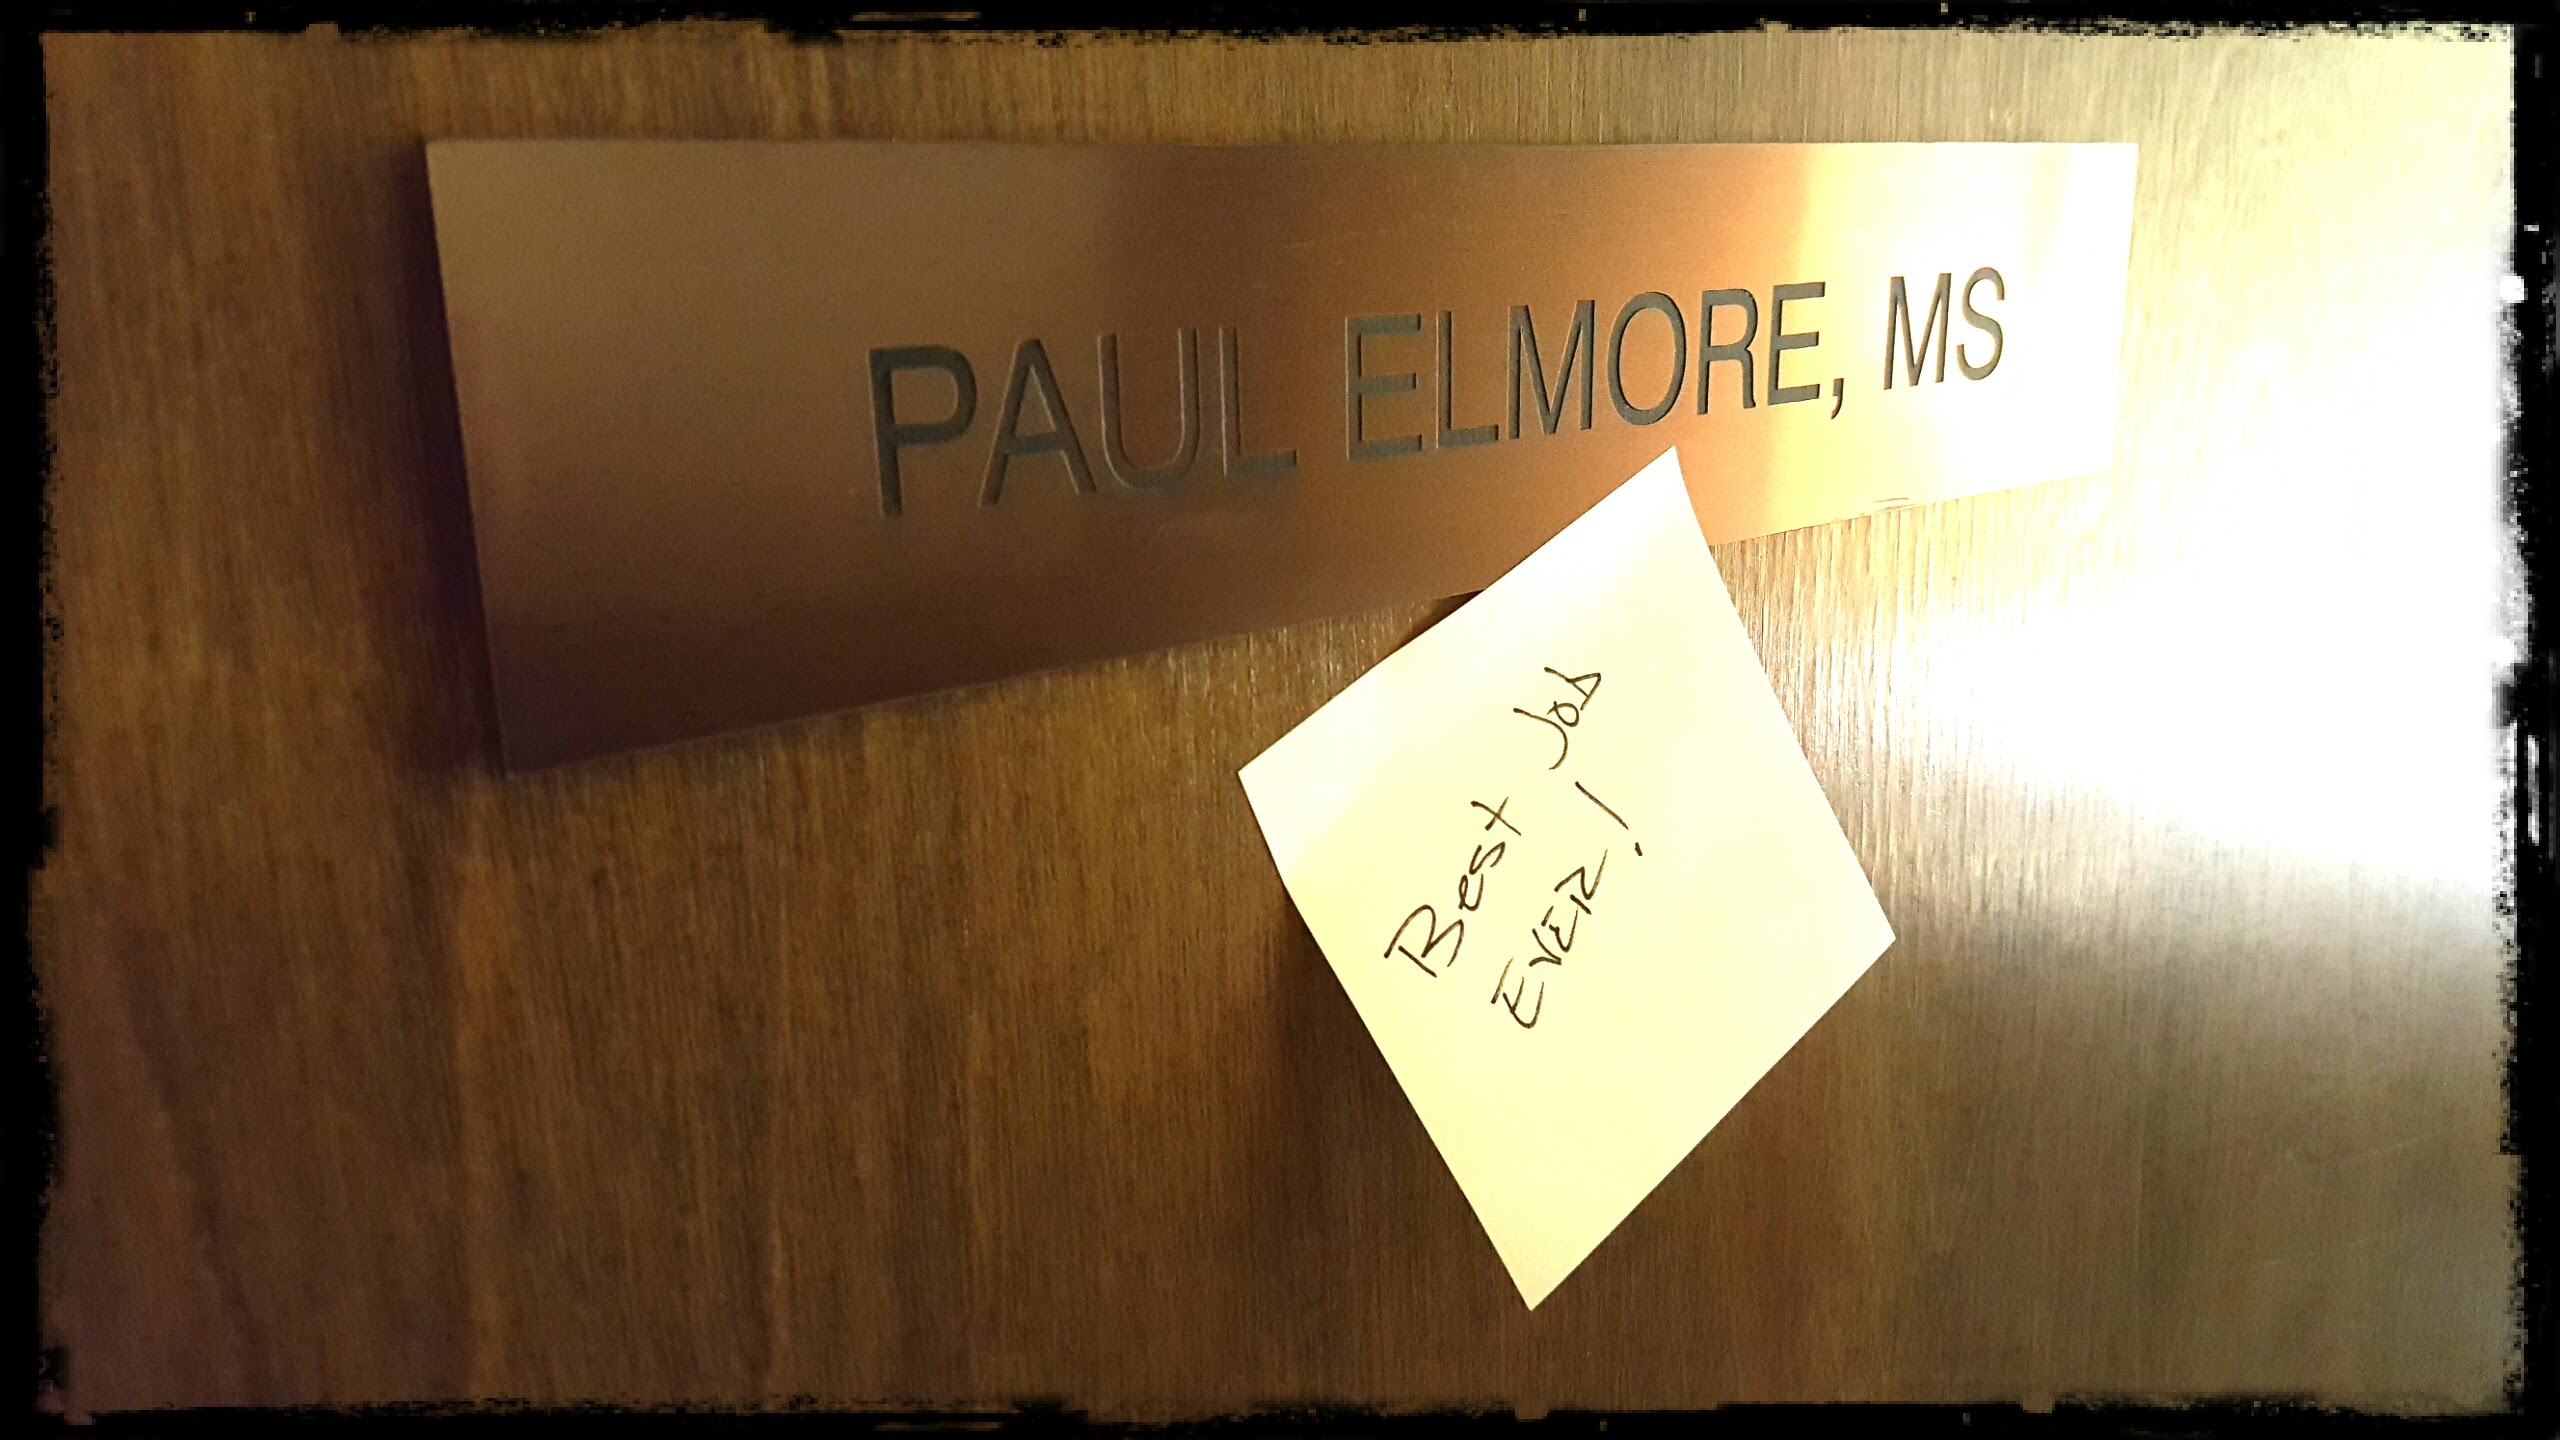 PAUL ELMORE, MS
Best Job
EVER!